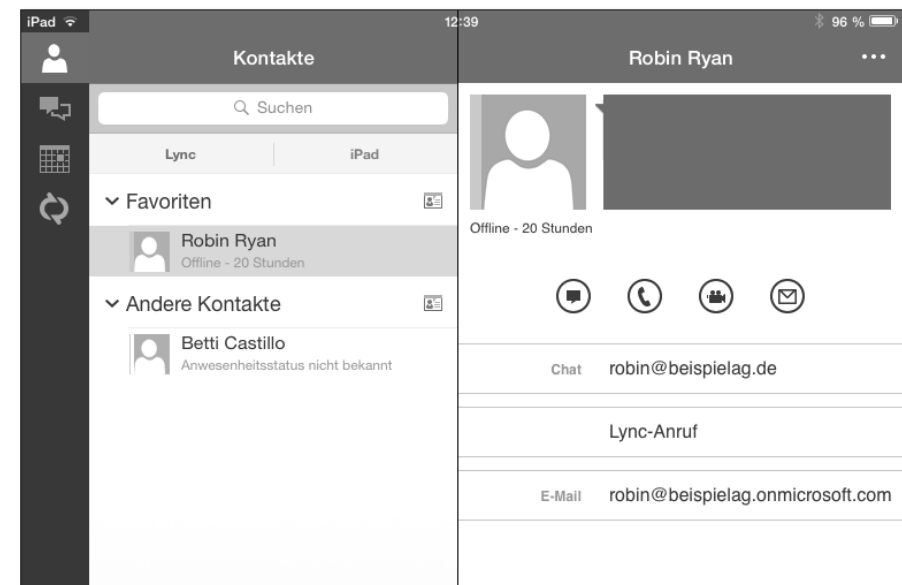 iPad 12:39 96 %
Kontakte
Suchen
Lync iPad
Favoriten
Robin Ryan
Offline - 20 Stunden
Andere Kontakte
Betti Castillo
Anwesenheitsstatus nicht bekannt
Robin Ryan
Offline - 20 Stunden
Chat robin@beispielag.de
Lync-Anruf
E-Mail robin@beispielag.onmicrosoft.com